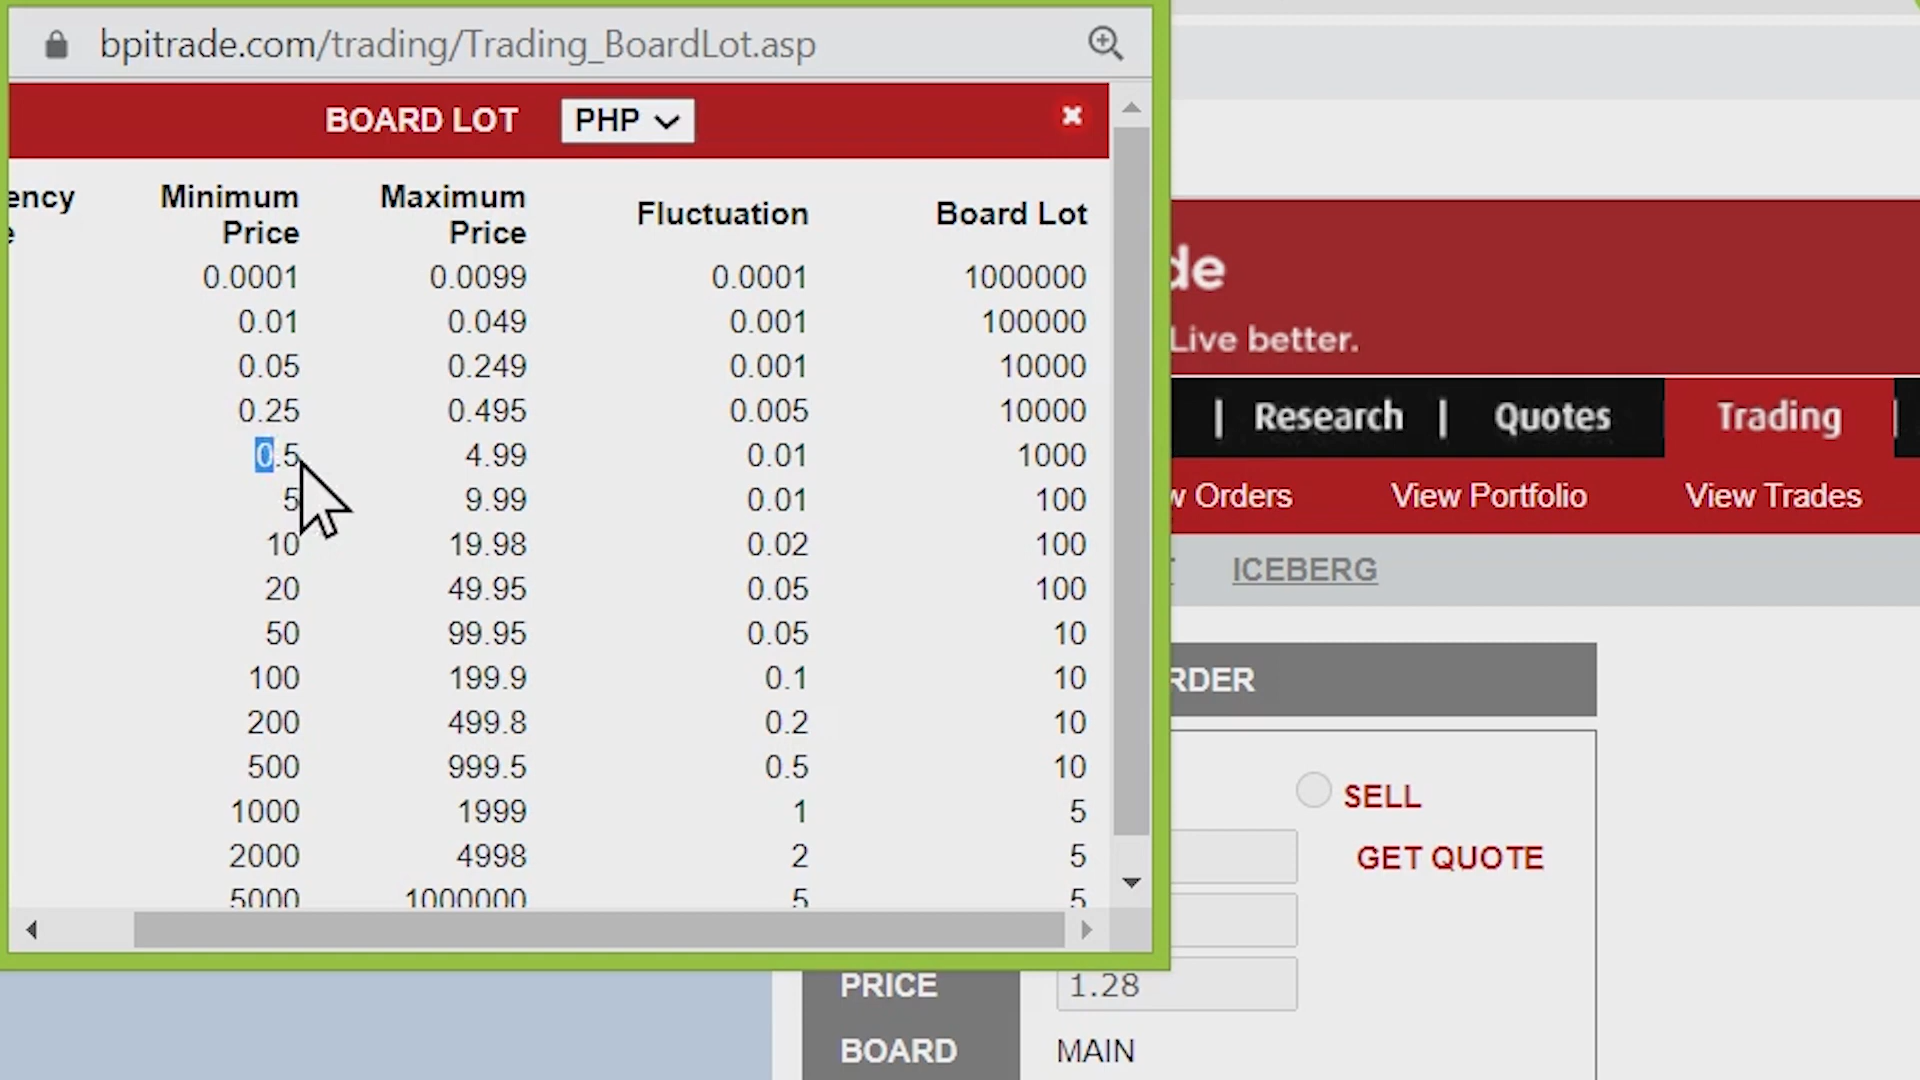 bpitrade.com/trading/Trading_BoardLot.asp
BOARD LOT PHP
ency Minimum Price Maximum Price Fluctuation Board Lot
0.0001 0.0099 0.0001 1000000
0.01 0.049 0.001 100000
0.05 0.249 0.001 10000
0.25 0.495 0.005 10000
0.5 4.99 0.01 1000
5 9.99 0.01 100
10 19.98 0.02 100
20 49.95 0.05 100
50 99.95 0.05 10
100 199.9 0.1 10
200 499.8 0.2 10
500 999.5 0.5 10
1000 1999 1 5
2000 4998 2 5
5000 1000000 5 5
de
Live better.
| Research | Quotes Trading |
w Orders View Portfolio View Trades
ICEBERG
RDER
SELL
GET QUOTE
PRICE 1.28
BOARD MAIN